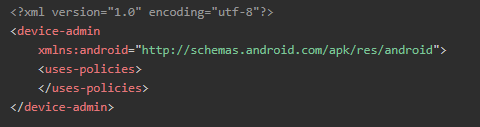 <?xml version="1.0" encoding="utf-8"?>
<device-admin
    xmlns:android="http://schemas.android.com/apk/res/android">
    <uses-policies>
    </uses-policies>
</device-admin>